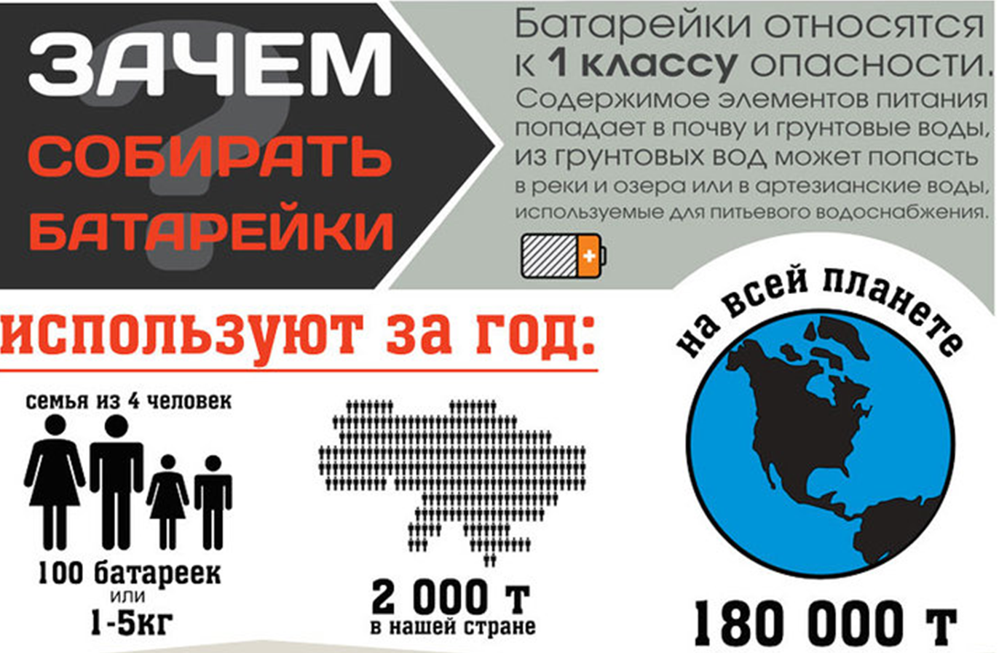 ЗАЧЕМ
СОБИРАТЬ
БАТАРЕЙКИ
?
Батарейки относятся
к 1 классу опасности.
Содержимое элементов питания
попадает в почву и грунтовые воды,
из грунтовых вод может попасть
в реки и озера или в артезианские воды,
используемые для питьевого водоснабжения.
+
используют за год:
семья из 4 человек
100 батареек
или
1-5кг
2 000 т
в нашей стране
на всей планете
180 000 т